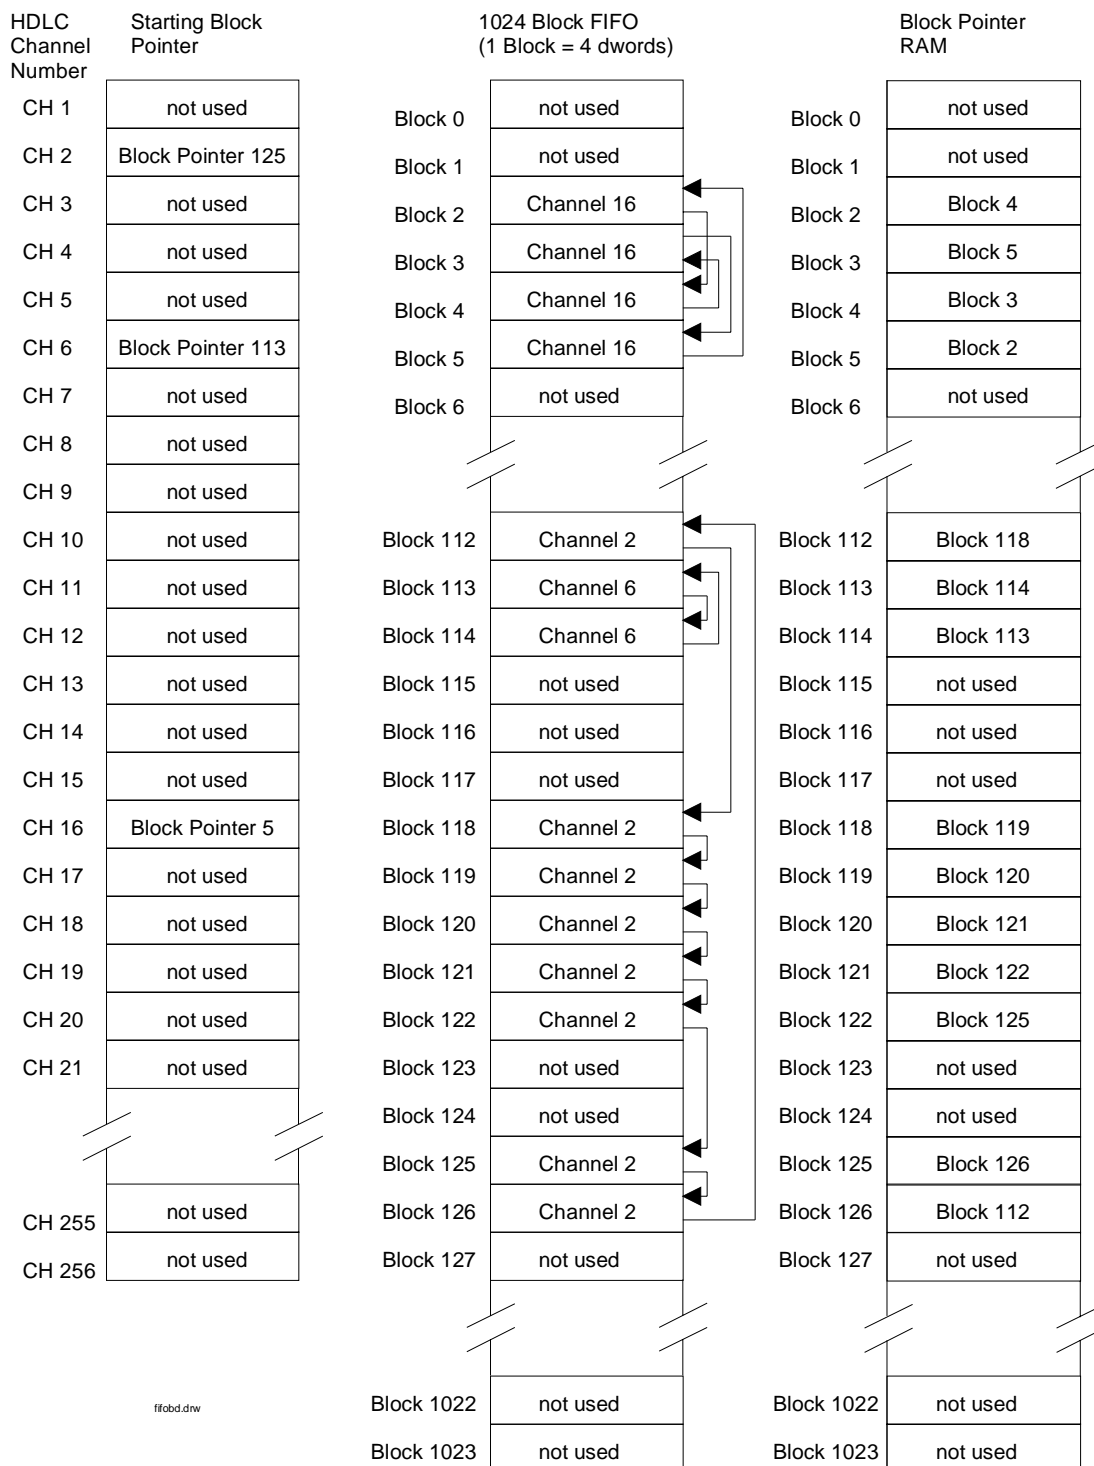 HDLC Channel Number
Starting Block Pointer
1024 Block FIFO
(1 Block = 4 dwords)
Block Pointer RAM
CH 1 not used Block 0 not used Block 0 not used
CH 2 Block Pointer 125 Block 1 not used Block 1 not used
CH 3 not used Block 2 Channel 16 Block 2 Block 4
CH 4 not used Block 3 Channel 16 Block 3 Block 5
CH 5 not used Block 4 Channel 16 Block 4 Block 3
CH 6 Block Pointer 113 Block 5 Channel 16 Block 5 Block 2
CH 7 not used Block 6 not used Block 6 not used
CH 8 not used
CH 9 not used
CH 10 not used Block 112 Channel 2 Block 112 Block 118
CH 11 not used Block 113 Channel 6 Block 113 Block 114
CH 12 not used Block 114 Channel 6 Block 114 Block 113
CH 13 not used Block 115 not used Block 115 not used
CH 14 not used Block 116 not used Block 116 not used
CH 15 not used Block 117 not used Block 117 not used
CH 16 Block Pointer 5 Block 118 Channel 2 Block 118 Block 119
CH 17 not used Block 119 Channel 2 Block 119 Block 120
CH 18 not used Block 120 Channel 2 Block 120 Block 121
CH 19 not used Block 121 Channel 2 Block 121 Block 122
CH 20 not used Block 122 Channel 2 Block 122 Block 125
CH 21 not used Block 123 not used Block 123 not used
Block 124 not used Block 124 not used
Block 125 Channel 2 Block 125 Block 126
CH 255 not used Block 126 Channel 2 Block 126 Block 112
CH 256 not used Block 127 not used Block 127 not used
fifobd.drw Block 1022 not used Block 1022 not used
Block 1023 not used Block 1023 not used